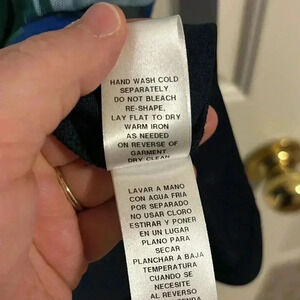 HAND WASH COLD
SEPARATELY
DO NOT BLEACH
RE-SHAPE,
LAY FLAT TO DRY
WARM IRON
AS NEEDED
ON REVERSE OF
GARMENT
DRY CLEAN
LAVAR A MANO
CON AGUA FRIA
POR SEPARADO
NO USAR CLORO
ESTIRAR Y PONER
EN UN LUGAR
PLANO PARA
SECAR
PLANCHAR A BAJA
TEMPERATURA
CUANDO SE
NECESITE
AL REVERSO